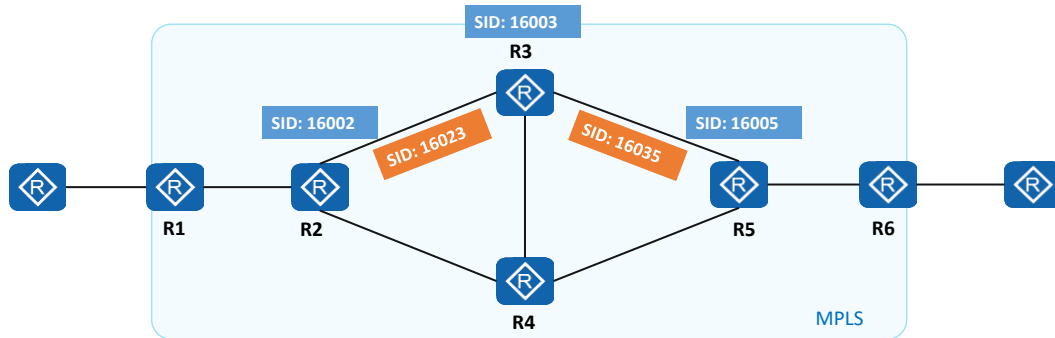 SID: 16003
R3
R
SID: 16002
SID: 16023
SID: 16035
SID: 16005
R
R
R
R
R
R
R1
R2
R5
R6
R
R4
MPLS